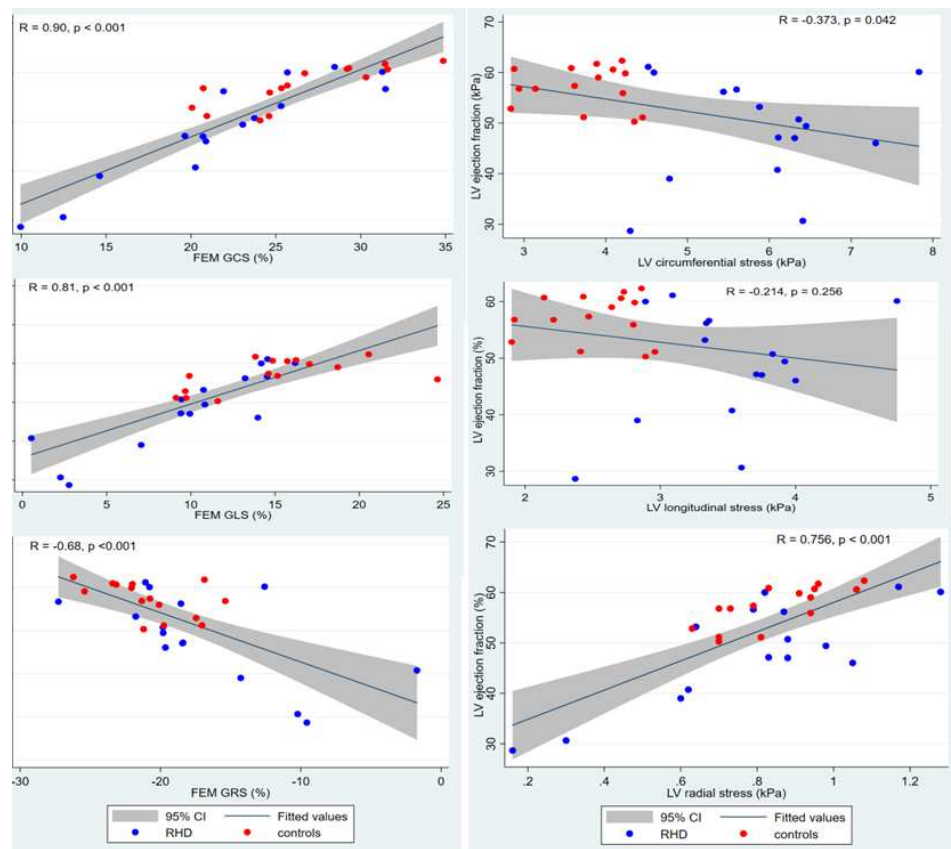 R = 0.90, p < 0.001
10 15 20 25 30 35
FEM GCS (%)
R = 0.81, p < 0.001
0 5 10 15 20 25
FEM GLS (%)
R = -0.68, p <0.001
-30 -20 -10 0
FEM GRS (%)
95% CI Fitted values
RHD controls
R = -0.373, p = 0.042
LV ejection fraction (kPa)
70
60
50
40
30
3 4 5 6 7 8
LV circumferential stress (kPa)
R = -0.214, p = 0.256
LV ejection fraction (%)
60
50
40
30
2 3 4 5
LV longitudinal stress (kPa)
R = 0.756, p < 0.001
LV ejection fraction (%)
70
60
50
40
30
.2 .4 .6 .8 1 1.2
LV radial stress (kPa)
95% CI Fitted values
RHD controls